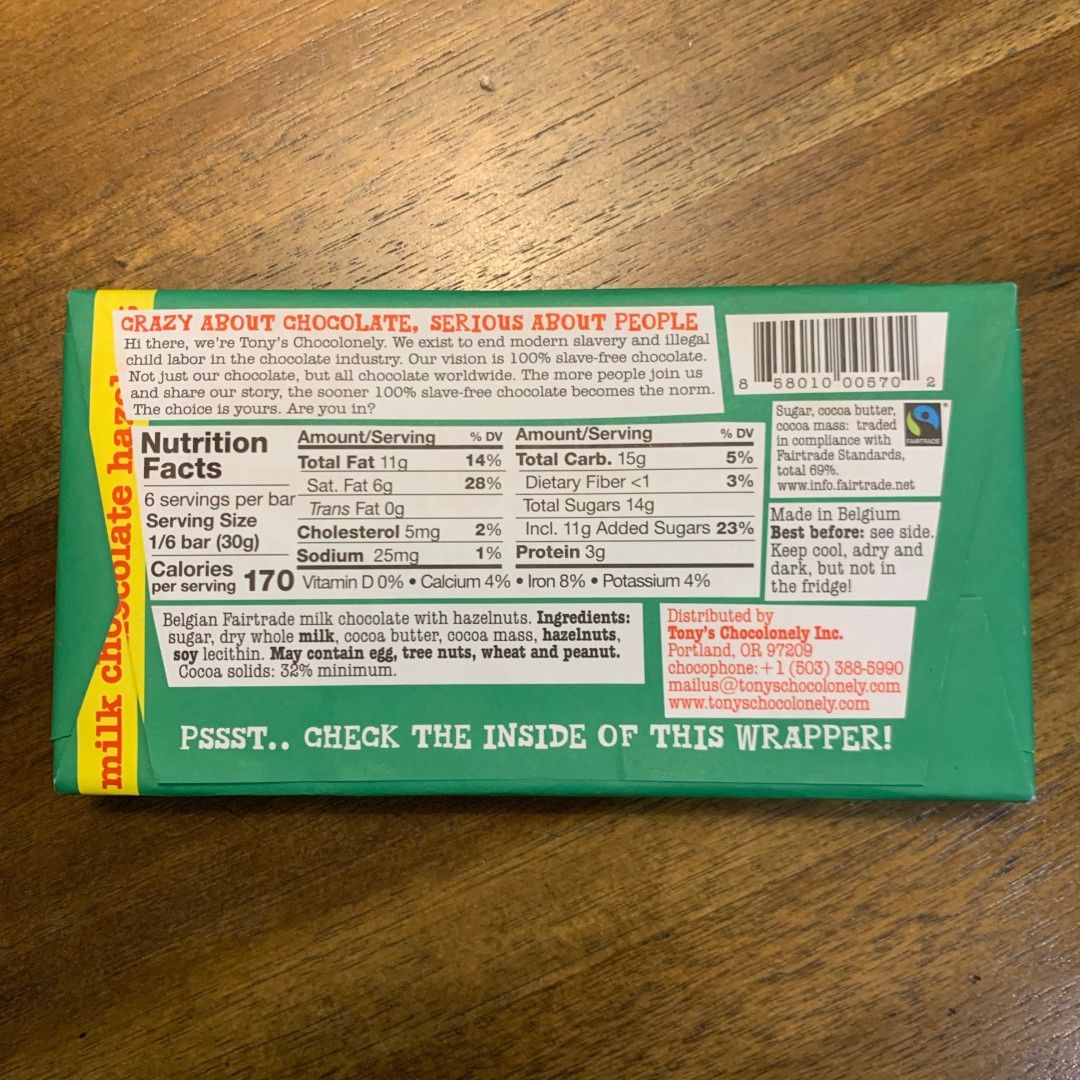 CRAZY ABOUT CHOCOLATE, SERIOUS ABOUT PEOPLE
Hi there, we're Tony's Chocolonely. We exist to end modern slavery and illegal
child labor in the chocolate industry. Our vision is 100% slave-free chocolate.
Not just our chocolate, but all chocolate worldwide. The more people join us
and share our story, the sooner 100% slave-free chocolate becomes the norm.
The choice is yours. Are you in?
8 58010 00570 2
Sugar, cocoa butter,
cocoa mass: traded
in compliance with
Fairtrade Standards,
total 69%.
www.info.fairtrade.net
FAIRTRADE
Nutrition
Facts
6 servings per bar
Serving Size
1/6 bar (30g)
Calories
per serving 170
Amount/Serving % DV
Total Fat 11g 14%
Sat. Fat 6g 28%
Trans Fat 0g
Cholesterol 5mg 2%
Sodium 25mg 1%
Amount/Serving % DV
Total Carb. 15g 5%
Dietary Fiber <1 3%
Total Sugars 14g
Incl. 11g Added Sugars 23%
Protein 3g
Vitamin D 0% • Calcium 4% • Iron 8% • Potassium 4%
Made in Belgium
Best before: see side.
Keep cool, adry and
dark, but not in
the fridge!
Belgian Fairtrade milk chocolate with hazelnuts. Ingredients:
sugar, dry whole milk, cocoa butter, cocoa mass, hazelnuts,
soy lecithin. May contain egg, tree nuts, wheat and peanut.
Cocoa solids: 32% minimum.
Distributed by
Tony's Chocolonely Inc.
Portland, OR 97209
chocophone: +1 (503) 388-5990
mailus@tonyschocolonely.com
www.tonyschocolonely.com
PSSST.. CHECK THE INSIDE OF THIS WRAPPER!
milk